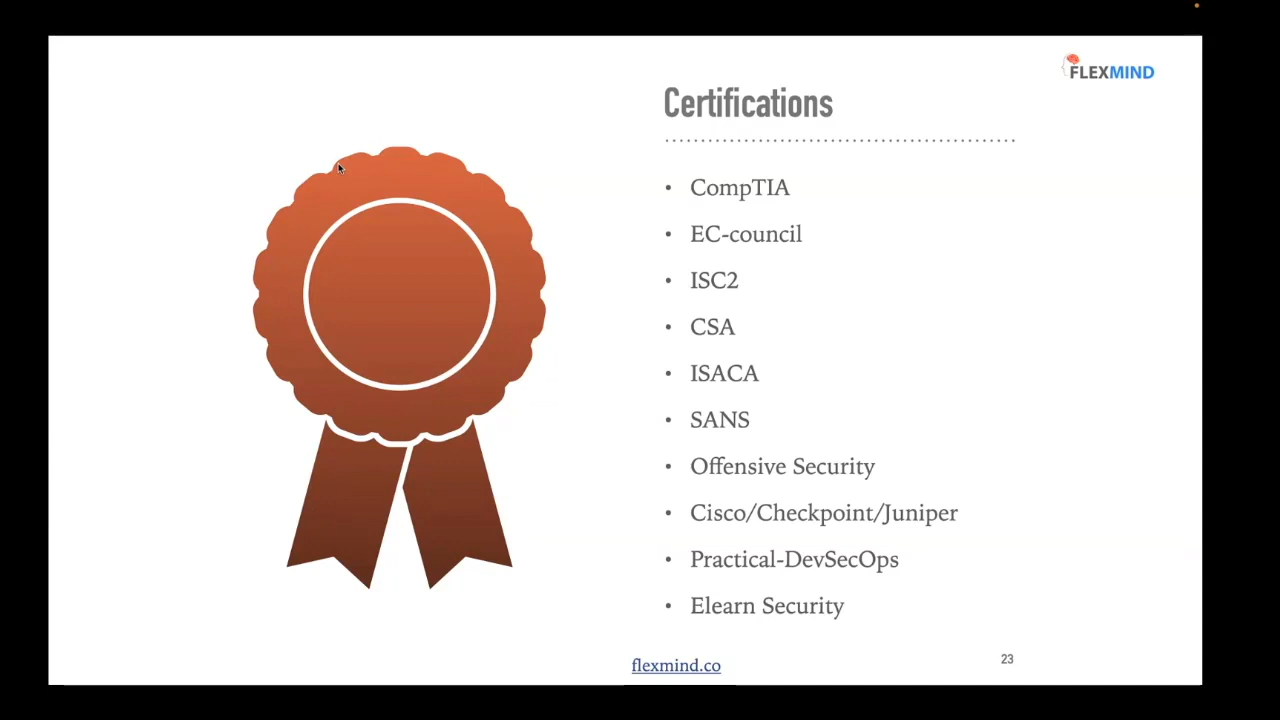 FLEXMIND
Certifications
• CompTIA
• EC-council
• ISC2
• CSA
• ISACA
• SANS
• Offensive Security
• Cisco/Checkpoint/Juniper
• Practical-DevSecOps
• Elearn Security
flexmind.co
23